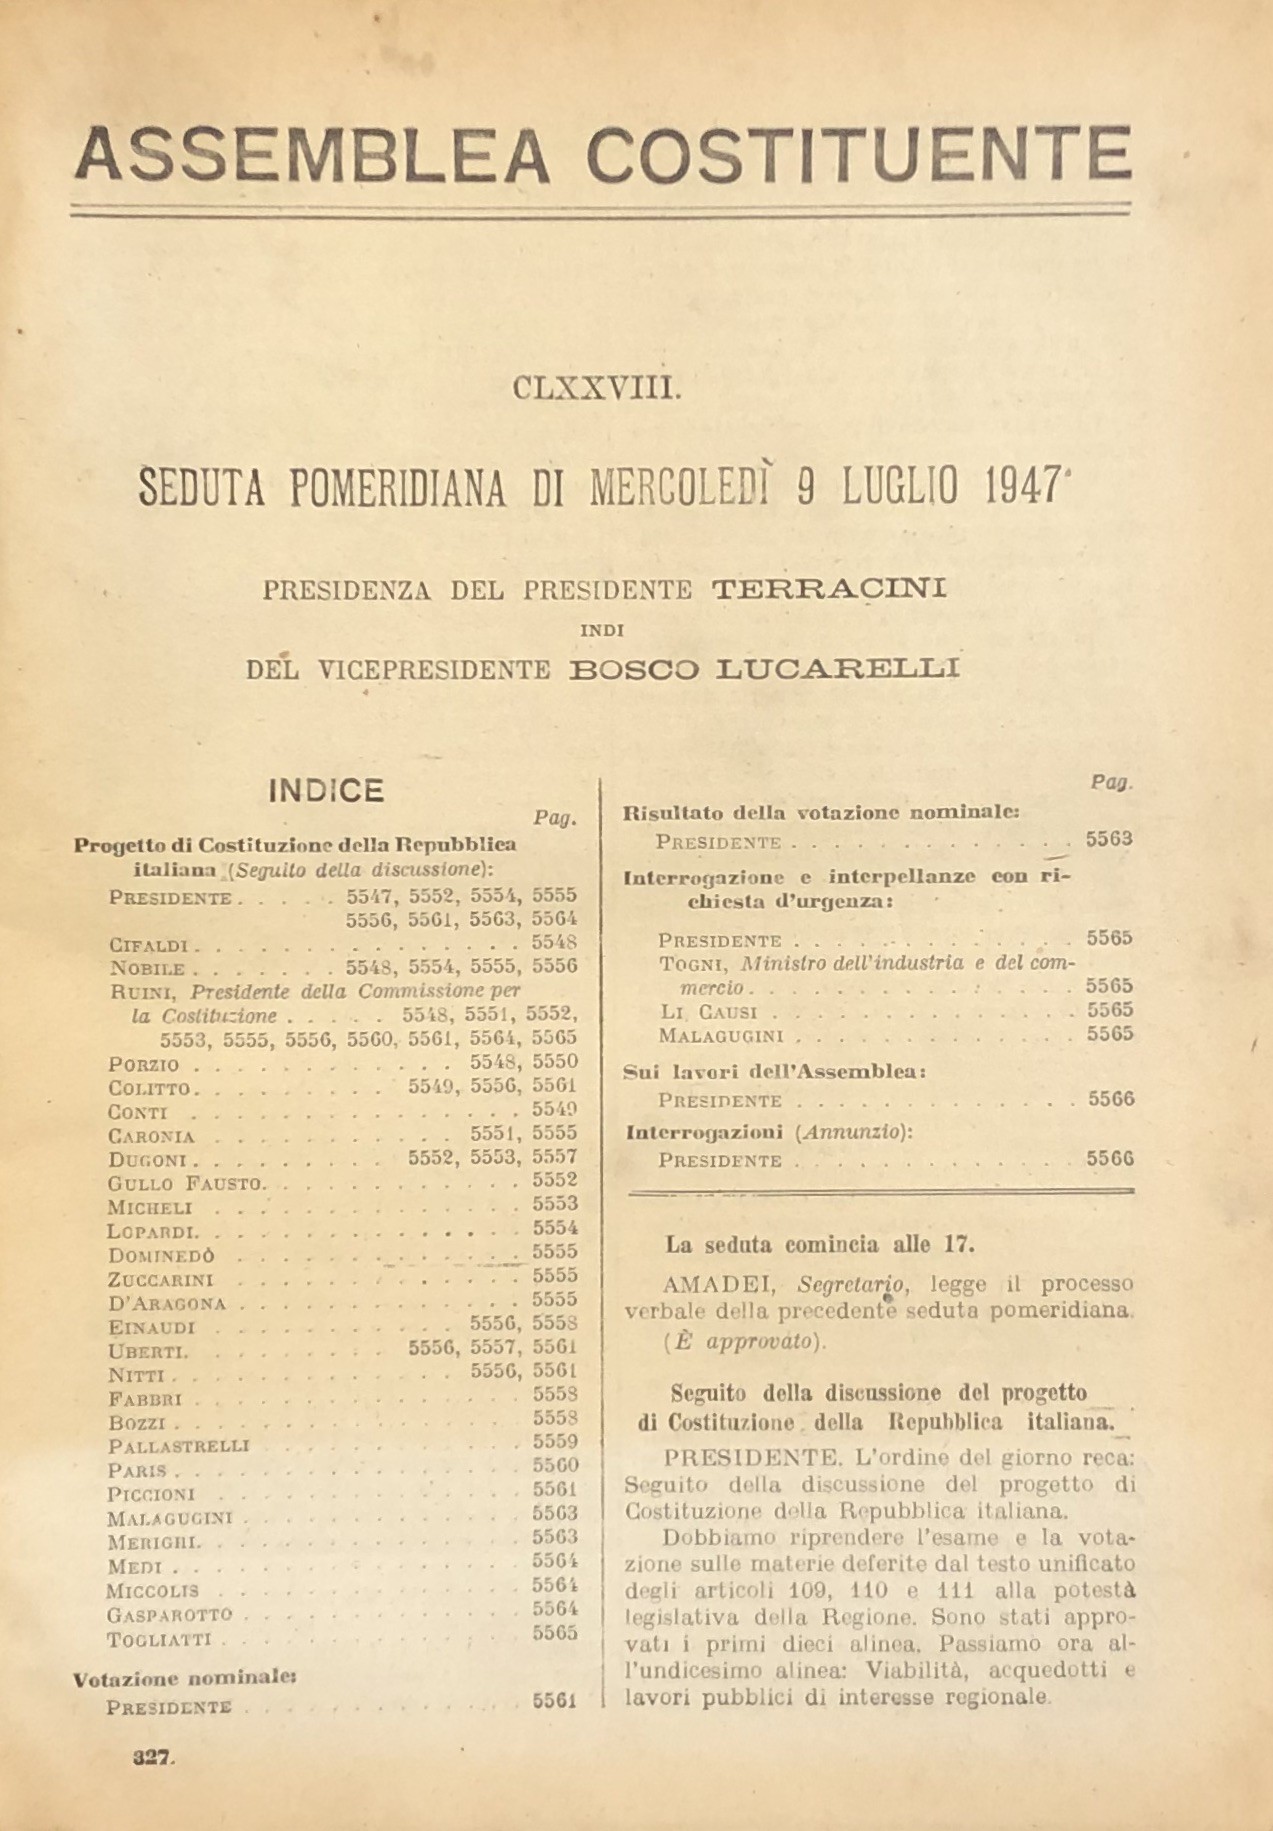 ASSEMBLEA COSTITUENTE
CLXXVIII.
SEDUTA POMERIDIANA DI MERCOLEDÌ 9 LUGLIO 1947
PRESIDENZA DEL PRESIDENTE TERRACINI
INDI
DEL VICEPRESIDENTE BOSCO LUCARELLI
INDICE
Pag.
Progetto di Costituzione della Repubblica
italiana (Seguito della discussione):
PRESIDENTE . . . . . 5547, 5552, 5554, 5555
5556, 5561, 5563, 5564
CIFALDI . . . . . . . . . . . . . . . . 5548
NOBILE . . . . . . . 5548, 5554, 5555, 5556
RUINI, Presidente della Commissione per
la Costituzione . . . . . 5548, 5551, 5552,
5553, 5555, 5556, 5560, 5561, 5564, 5565
PORZIO . . . . . . . . . . . . . 5548, 5550
COLITTO . . . . . . . . . 5549, 5556, 5561
CONTI . . . . . . . . . . . . . . . . 5549
CARONIA . . . . . . . . . . . . 5551, 5555
DUGONI . . . . . . . . . 5552, 5553, 5557
GULLO FAUSTO . . . . . . . . . . . . 5552
MICHELI . . . . . . . . . . . . . . . 5553
LOPARDI . . . . . . . . . . . . . . . 5554
DOMINEDÒ . . . . . . . . . . . . . . 5555
ZUCCARINI . . . . . . . . . . . . . . 5555
D'ARAGONA . . . . . . . . . . . . . . 5555
EINAUDI . . . . . . . . . . . . 5556, 5558
UBERTI . . . . . . . . . 5556, 5557, 5561
NITTI . . . . . . . . . . . . . 5556, 5561
FABBRI . . . . . . . . . . . . . . . . 5558
BOZZI . . . . . . . . . . . . . . . . 5558
PALLASTRELLI . . . . . . . . . . . . 5559
PARIS . . . . . . . . . . . . . . . . 5560
PICCIONI . . . . . . . . . . . . . . . 5561
MALAGUGINI . . . . . . . . . . . . . 5563
MERIGHI . . . . . . . . . . . . . . . 5563
MEDI . . . . . . . . . . . . . . . . . 5564
MICCOLIS . . . . . . . . . . . . . . . 5564
GASPAROTTO . . . . . . . . . . . . . 5564
TOGLIATTI . . . . . . . . . . . . . . 5565
Votazione nominale:
PRESIDENTE . . . . . . . . . . . . . 5561
327.
Pag.
Risultato della votazione nominale:
PRESIDENTE . . . . . . . . . . . . . 5563
Interrogazione e interpellanze con ri-
chiesta d'urgenza:
PRESIDENTE . . . . . . . . . . . . . 5565
TOGNI, Ministro dell'industria e del com-
mercio . . . . . . . . . . . . . . . 5565
LI CAUSI . . . . . . . . . . . . . . 5565
MALAGUGINI . . . . . . . . . . . . . 5565
Sui lavori dell'Assemblea:
PRESIDENTE . . . . . . . . . . . . . 5566
Interrogazioni (Annunzio):
PRESIDENTE . . . . . . . . . . . . . 5566
La seduta comincia alle 17.
AMADEI, Segretario, legge il processo
verbale della precedente seduta pomeridiana.
(È approvato).
Seguito della discussione del progetto
di Costituzione della Repubblica italiana.
PRESIDENTE. L'ordine del giorno reca:
Seguito della discussione del progetto di
Costituzione della Repubblica italiana.
Dobbiamo riprendere l'esame e la vota-
zione sulle materie deferite dal testo unificato
degli articoli 109, 110 e 111 alla potestà
legislativa della Regione. Sono stati appro-
vati i primi dieci alinea. Passiamo ora al-
l'undicesimo alinea: Viabilità, acquedotti e
lavori pubblici di interesse regionale.